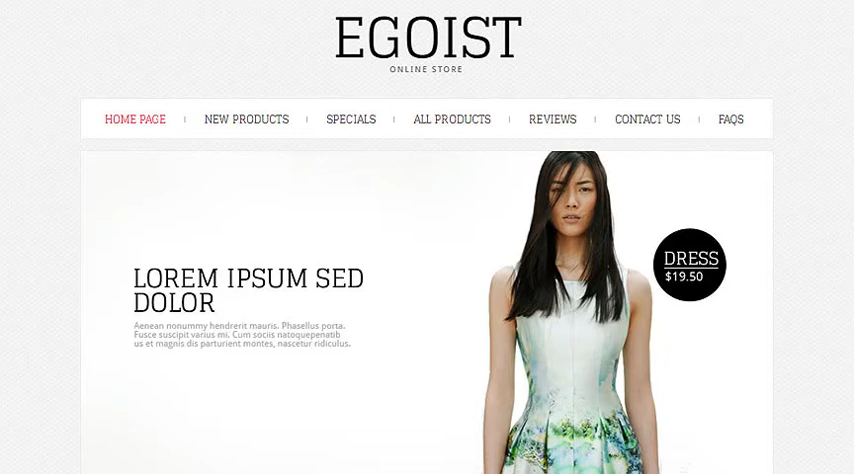 EGOIST
ONLINE STORE
HOME PAGE NEW PRODUCTS SPECIALS ALL PRODUCTS REVIEWS CONTACT US FAQS
LOREM IPSUM SED
DOLOR
Aenean nonummy hendrerit mauris. Phasellus porta.
Fusce suscipit varius mi. Cum sociis natoquepenatib
us et magnis dis parturient montes, nascetur ridiculus.
DRESS
$19.50